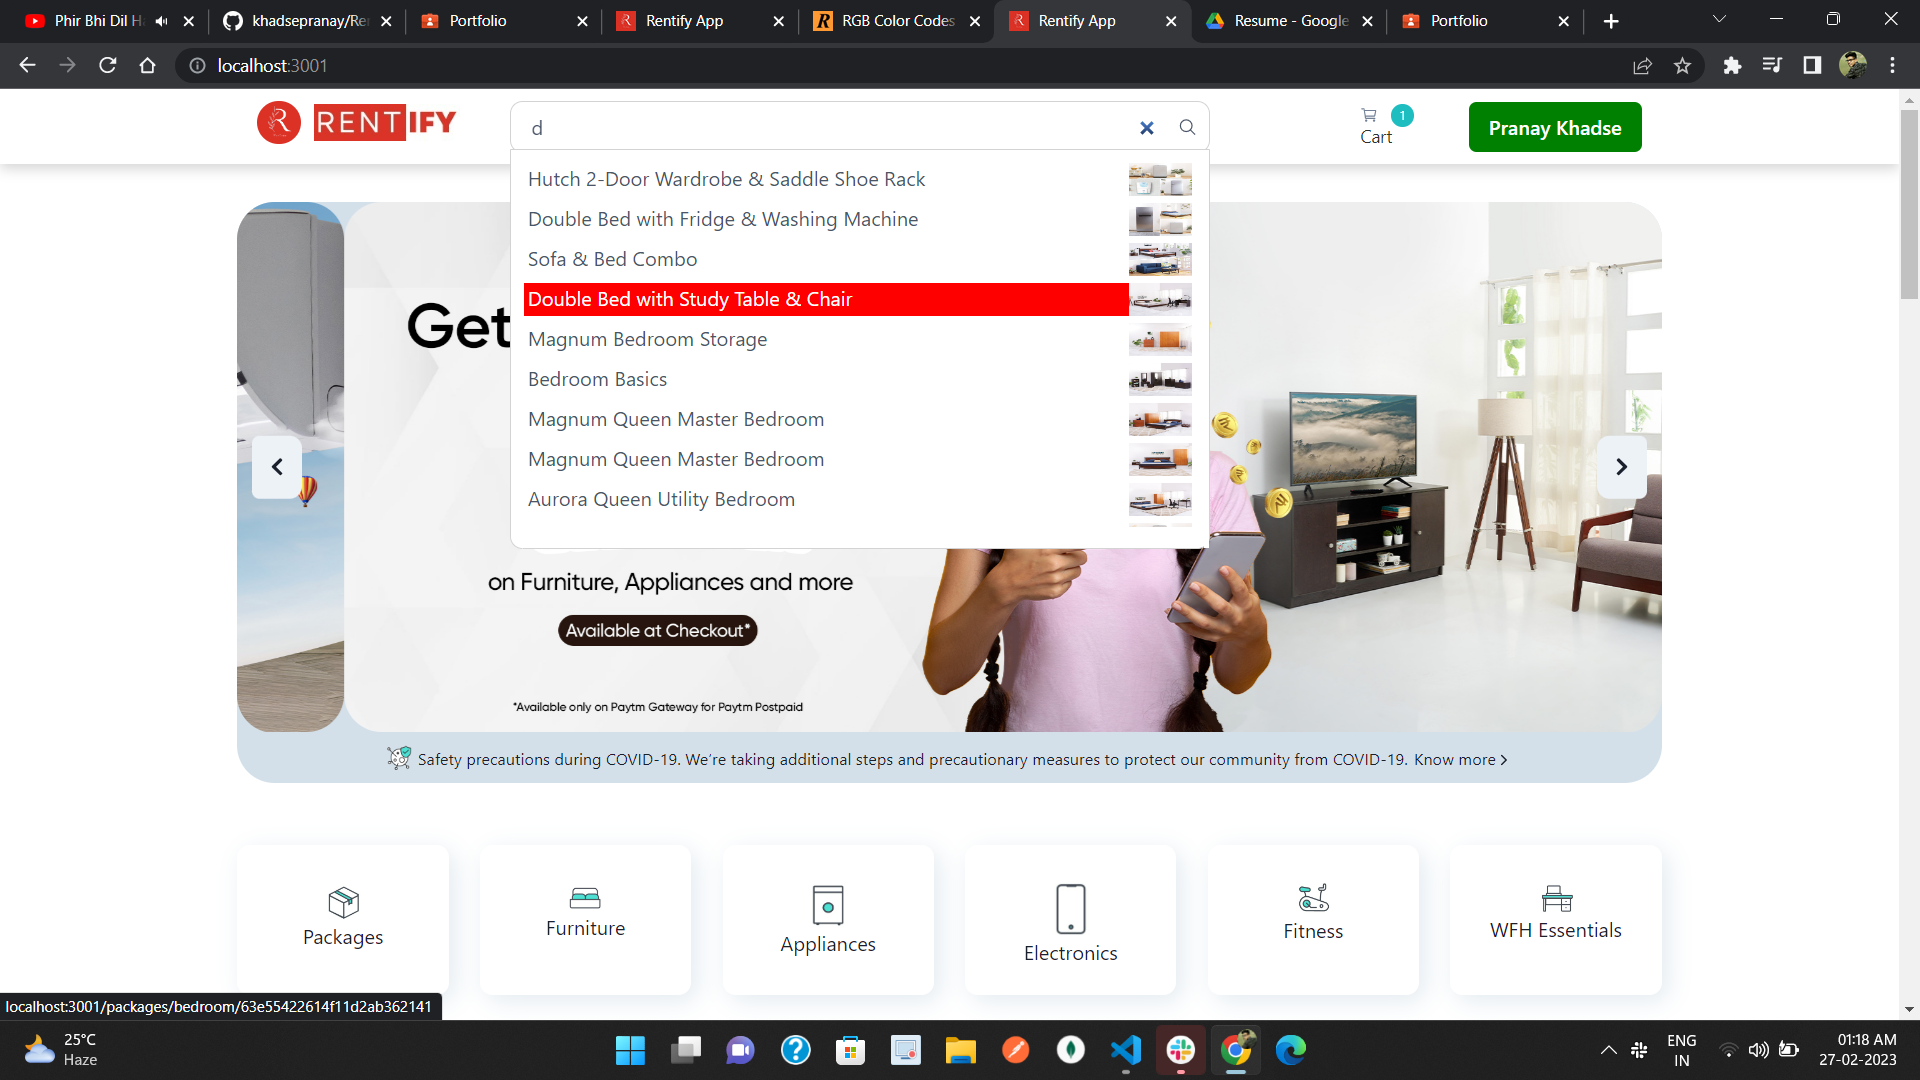 Phir Bhi Dil H
khadsepranay/Rer
Portfolio
Rentify App
RGB Color Codes
Rentify App
Resume - Google
Portfolio
localhost:3001
RENTIFY
d
1
Cart
Pranay Khadse
Hutch 2-Door Wardrobe & Saddle Shoe Rack
Double Bed with Fridge & Washing Machine
Sofa & Bed Combo
Double Bed with Study Table & Chair
Magnum Bedroom Storage
Bedroom Basics
Magnum Queen Master Bedroom
Magnum Queen Master Bedroom
Aurora Queen Utility Bedroom
Get
on Furniture, Appliances and more
Available at Checkout*
*Available only on Paytm Gateway for Paytm Postpaid
Safety precautions during COVID-19. We’re taking additional steps and precautionary measures to protect our community from COVID-19. Know more
Packages
Furniture
Appliances
Electronics
Fitness
WFH Essentials
localhost:3001/packages/bedroom/63e55422614f11d2ab362141
25°C
Haze
ENG
IN
01:18 AM
27-02-2023